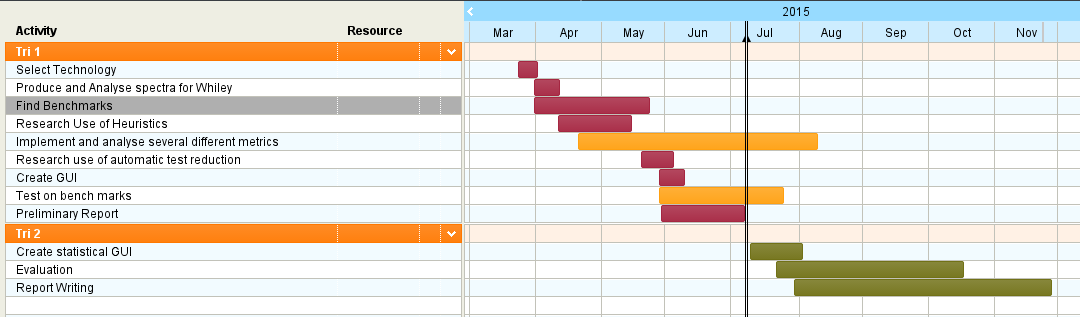 2015
Activity Resource Mar Apr May Jun Jul Aug Sep Oct Nov
Tri 1
Select Technology
Produce and Analyse spectra for Whiley
Find Benchmarks
Research Use of Heuristics
Implement and analyse several different metrics
Research use of automatic test reduction
Create GUI
Test on bench marks
Preliminary Report
Tri 2
Create statistical GUI
Evaluation
Report Writing